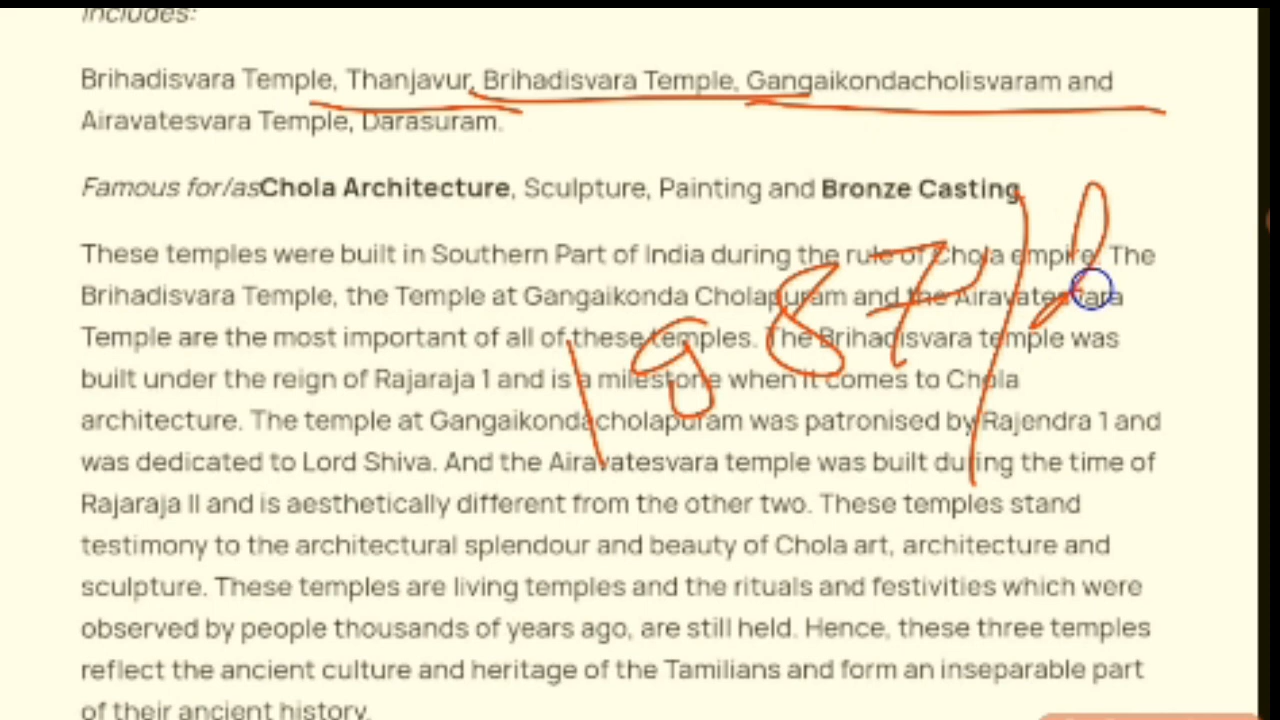 Includes:
Brihadisvara Temple, Thanjavur, Brihadisvara Temple, Gangaikondacholisvaram and
Airavatesvara Temple, Darasuram.
Famous for/asChola Architecture, Sculpture, Painting and Bronze Casting
These temples were built in Southern Part of India during the rule of Chola empire. The
Brihadisvara Temple, the Temple at Gangaikonda Cholapuram and the Airavatesvara
Temple are the most important of all of these temples. The Brihadisvara temple was
built under the reign of Rajaraja 1 and is a milestone when it comes to Chola
architecture. The temple at Gangaikondacholapuram was patronised by Rajendra 1 and
was dedicated to Lord Shiva. And the Airavatesvara temple was built during the time of
Rajaraja II and is aesthetically different from the other two. These temples stand
testimony to the architectural splendour and beauty of Chola art, architecture and
sculpture. These temples are living temples and the rituals and festivities which were
observed by people thousands of years ago, are still held. Hence, these three temples
reflect the ancient culture and heritage of the Tamilians and form an inseparable part
of their ancient history.
1987/2